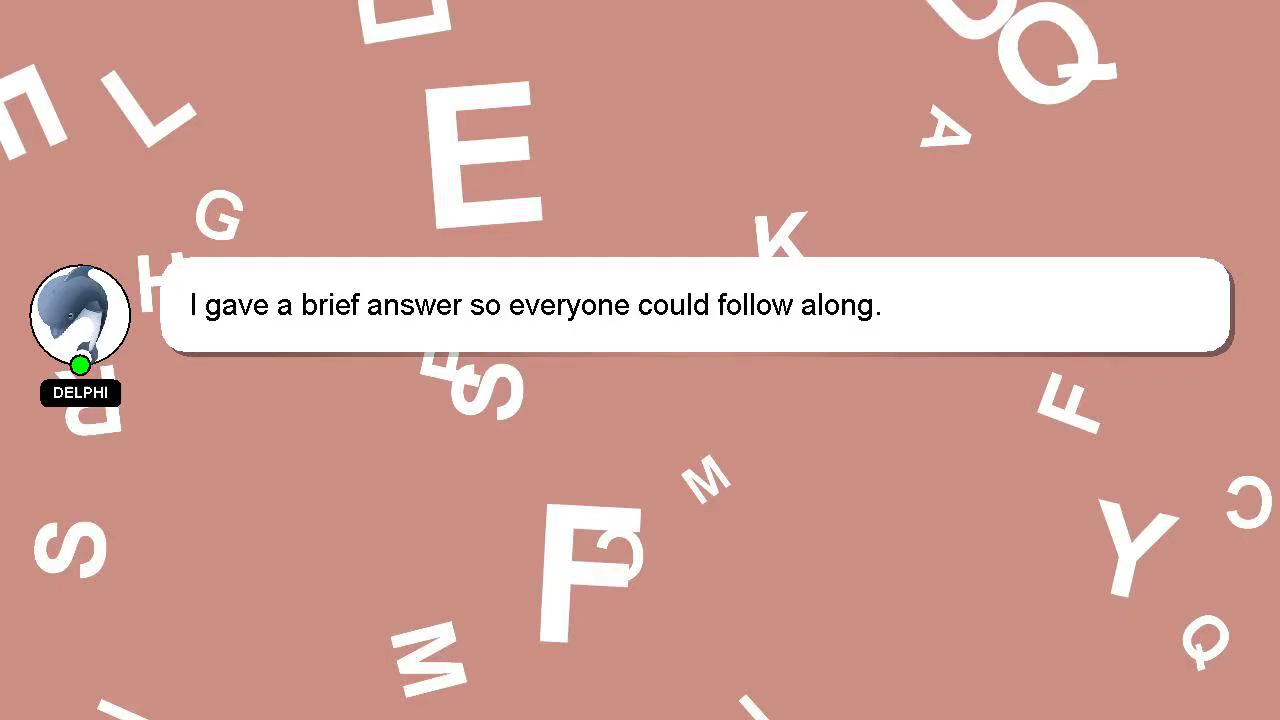 I gave a brief answer so everyone could follow along.
DELPHI
L
E
Q
A
G
K
H
S
F
R
M
S
F
Y
C
M
Q